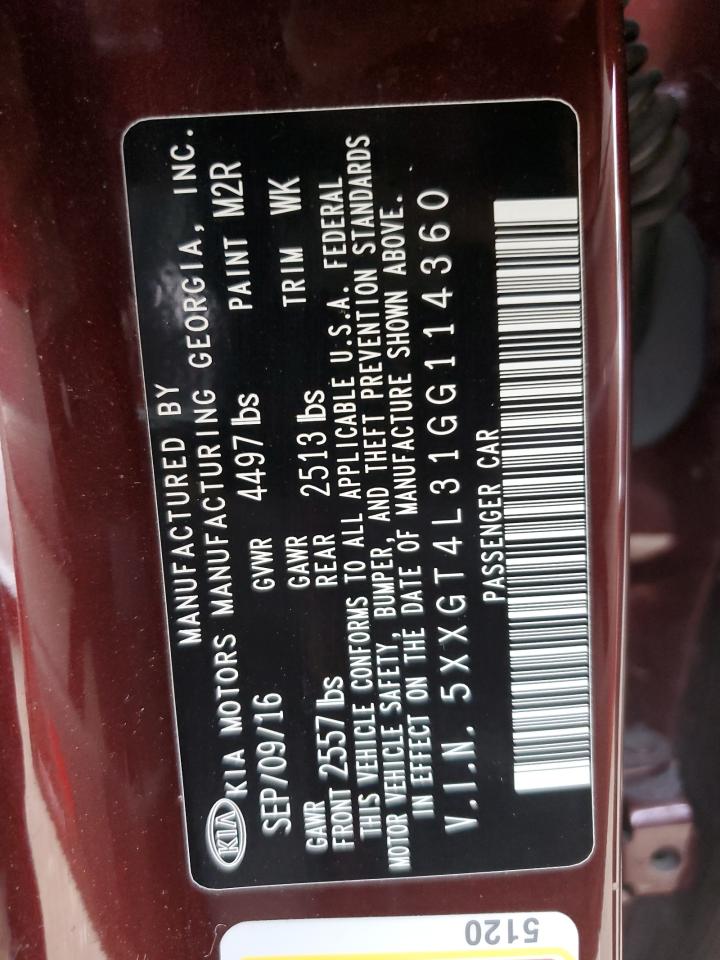 MANUFACTURED BY
KIA KIA MOTORS MANUFACTURING GEORGIA, INC.
SEP/09/16 GVWR 4497 lbs PAINT M2R
GAWR GAWR
FRONT 2557 lbs REAR 2513 lbs TRIM WK
THIS VEHICLE CONFORMS TO ALL APPLICABLE U.S.A. FEDERAL
MOTOR VEHICLE SAFETY, BUMPER, AND THEFT PREVENTION STANDARDS
IN EFFECT ON THE DATE OF MANUFACTURE SHOWN ABOVE.
V.I.N. 5XXGT4L31GG114360
PASSENGER CAR
5120